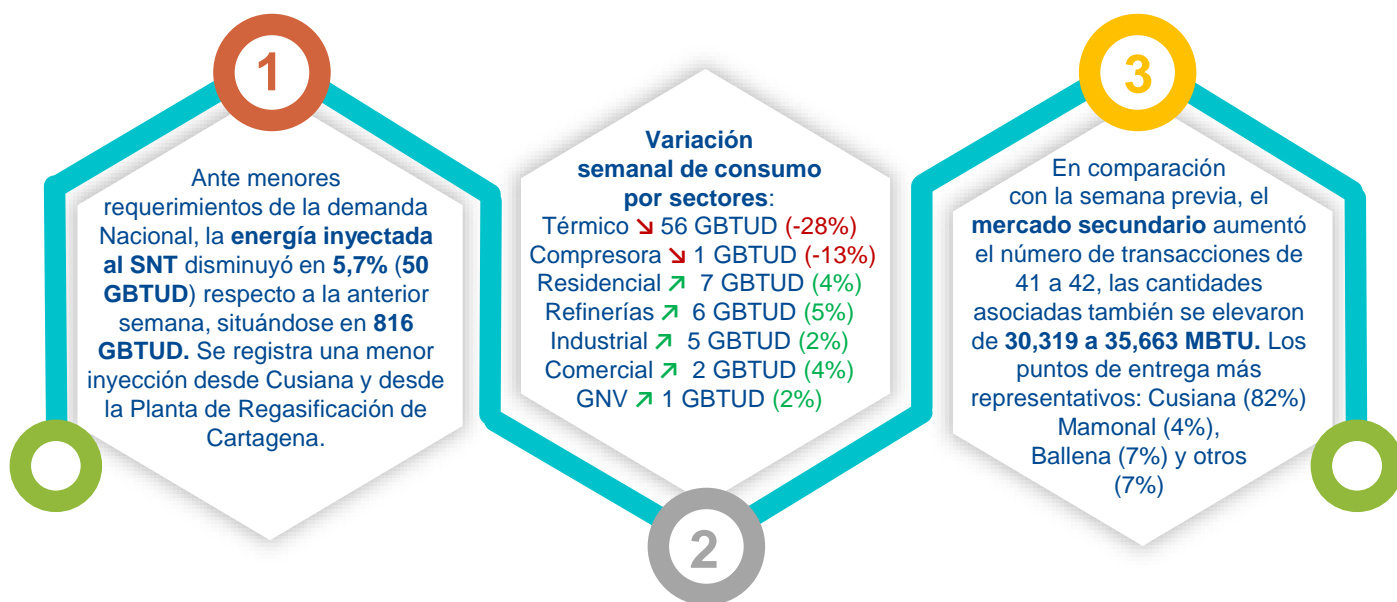 1
Ante menores
requerimientos de la demanda
Nacional, la energía inyectada
al SNT disminuyó en 5,7% (50
GBTUD) respecto a la anterior
semana, situándose en 816
GBTUD. Se registra una menor
inyección desde Cusiana y desde
la Planta de Regasificación de
Cartagena.
Variación
semanal de consumo
por sectores:
Térmico ↘ 56 GBTUD (-28%)
Compresora ↘ 1 GBTUD (-13%)
Residencial ↗ 7 GBTUD (4%)
Refinerías ↗ 6 GBTUD (5%)
Industrial ↗ 5 GBTUD (2%)
Comercial ↗ 2 GBTUD (4%)
GNV ↗ 1 GBTUD (2%)
2
3
En comparación
con la semana previa, el
mercado secundario aumentó
el número de transacciones de
41 a 42, las cantidades
asociadas también se elevaron
de 30,319 a 35,663 MBTU. Los
puntos de entrega más
representativos: Cusiana (82%)
Mamonal (4%),
Ballena (7%) y otros
(7%)